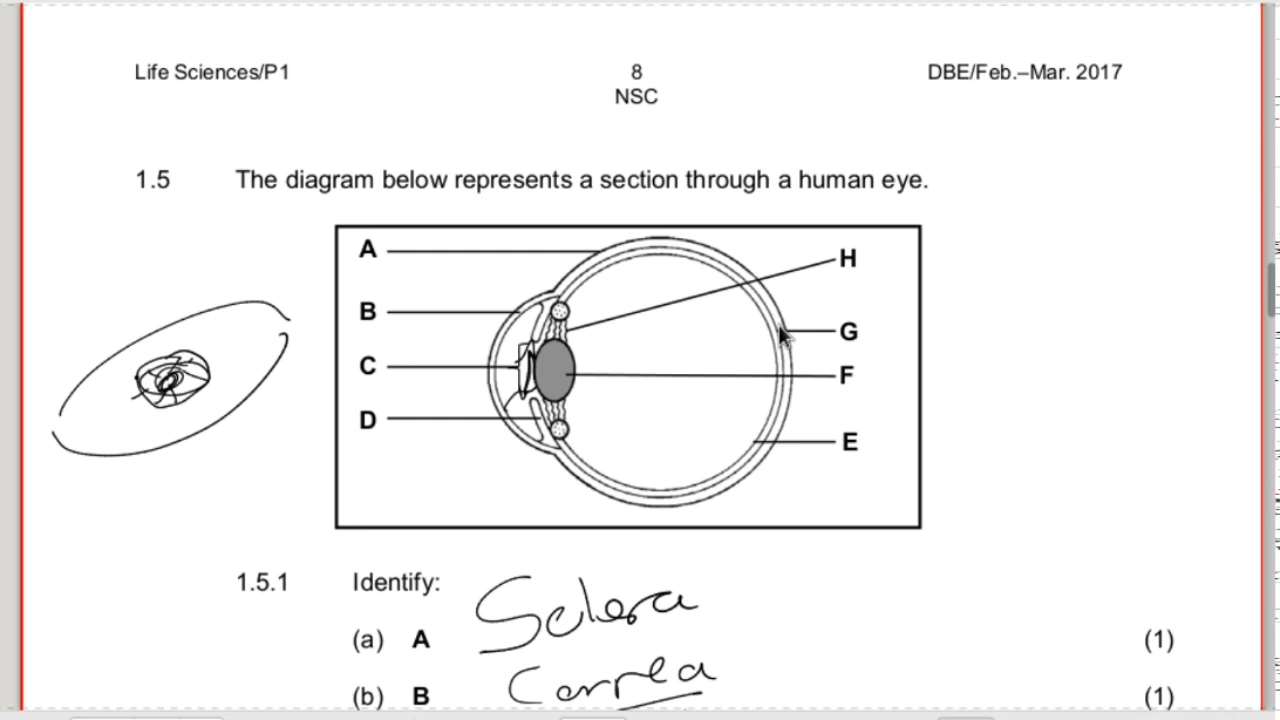 Life Sciences/P1 8 DBE/Feb.–Mar. 2017
NSC
1.5 The diagram below represents a section through a human eye.
A
H
B
G
C
F
D
E
1.5.1 Identify:
Sclera
(a) A (1)
Cornea
(b) B (1)